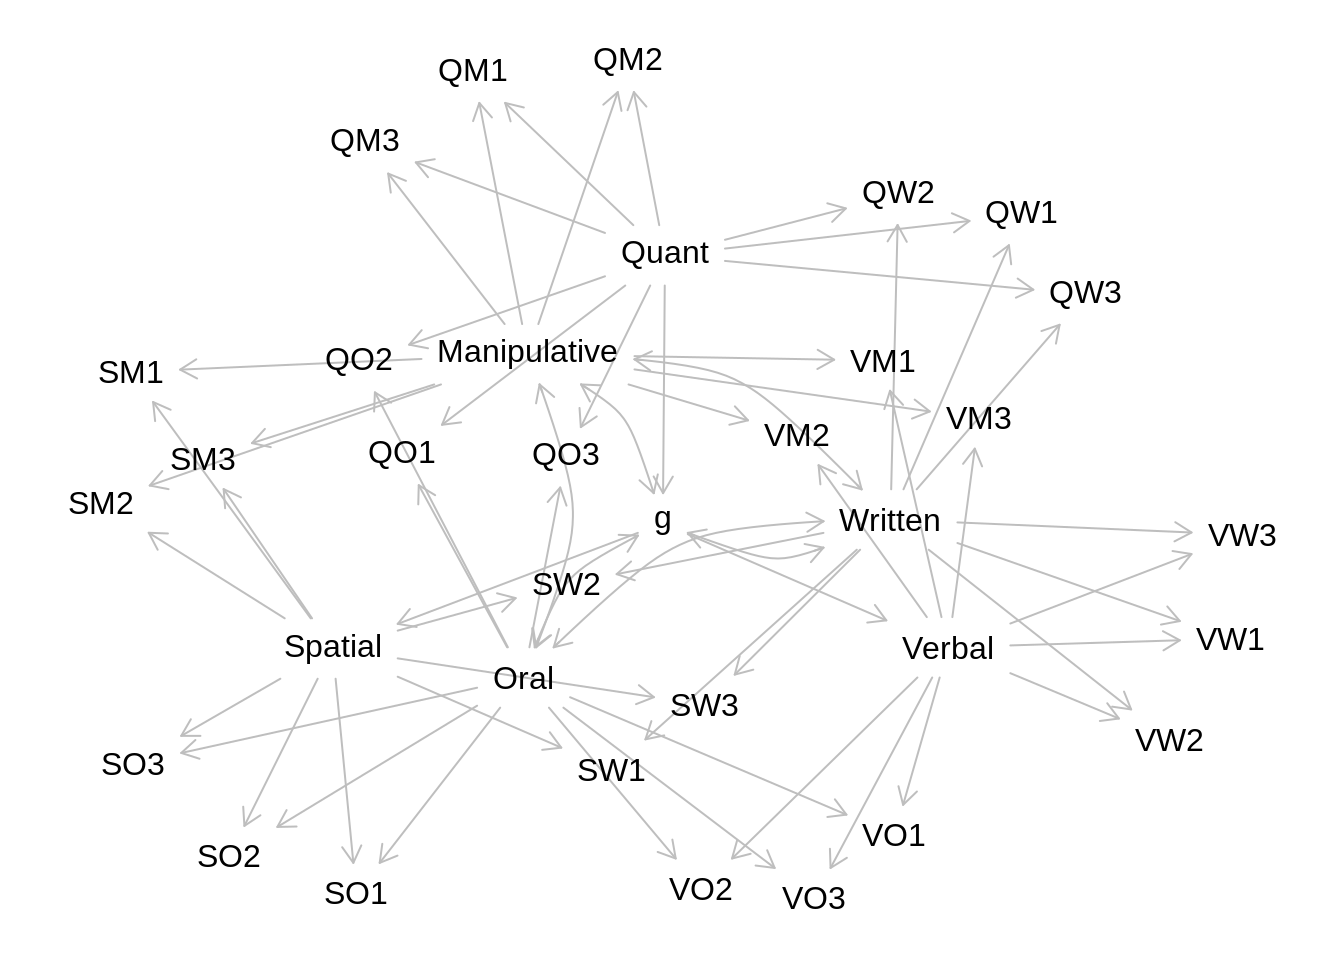 QM2
QM1
QM3
QW2
QW1
Quant
QW3
Manipulative
QO2
VM1
SM1
VM3
VM2
QO1
QO3
SM3
SM2
g
Written
VW3
SW2
VW1
Spatial
Verbal
Oral
SW3
VW2
SO3
SW1
VO1
SO2
VO2
SO1
VO3